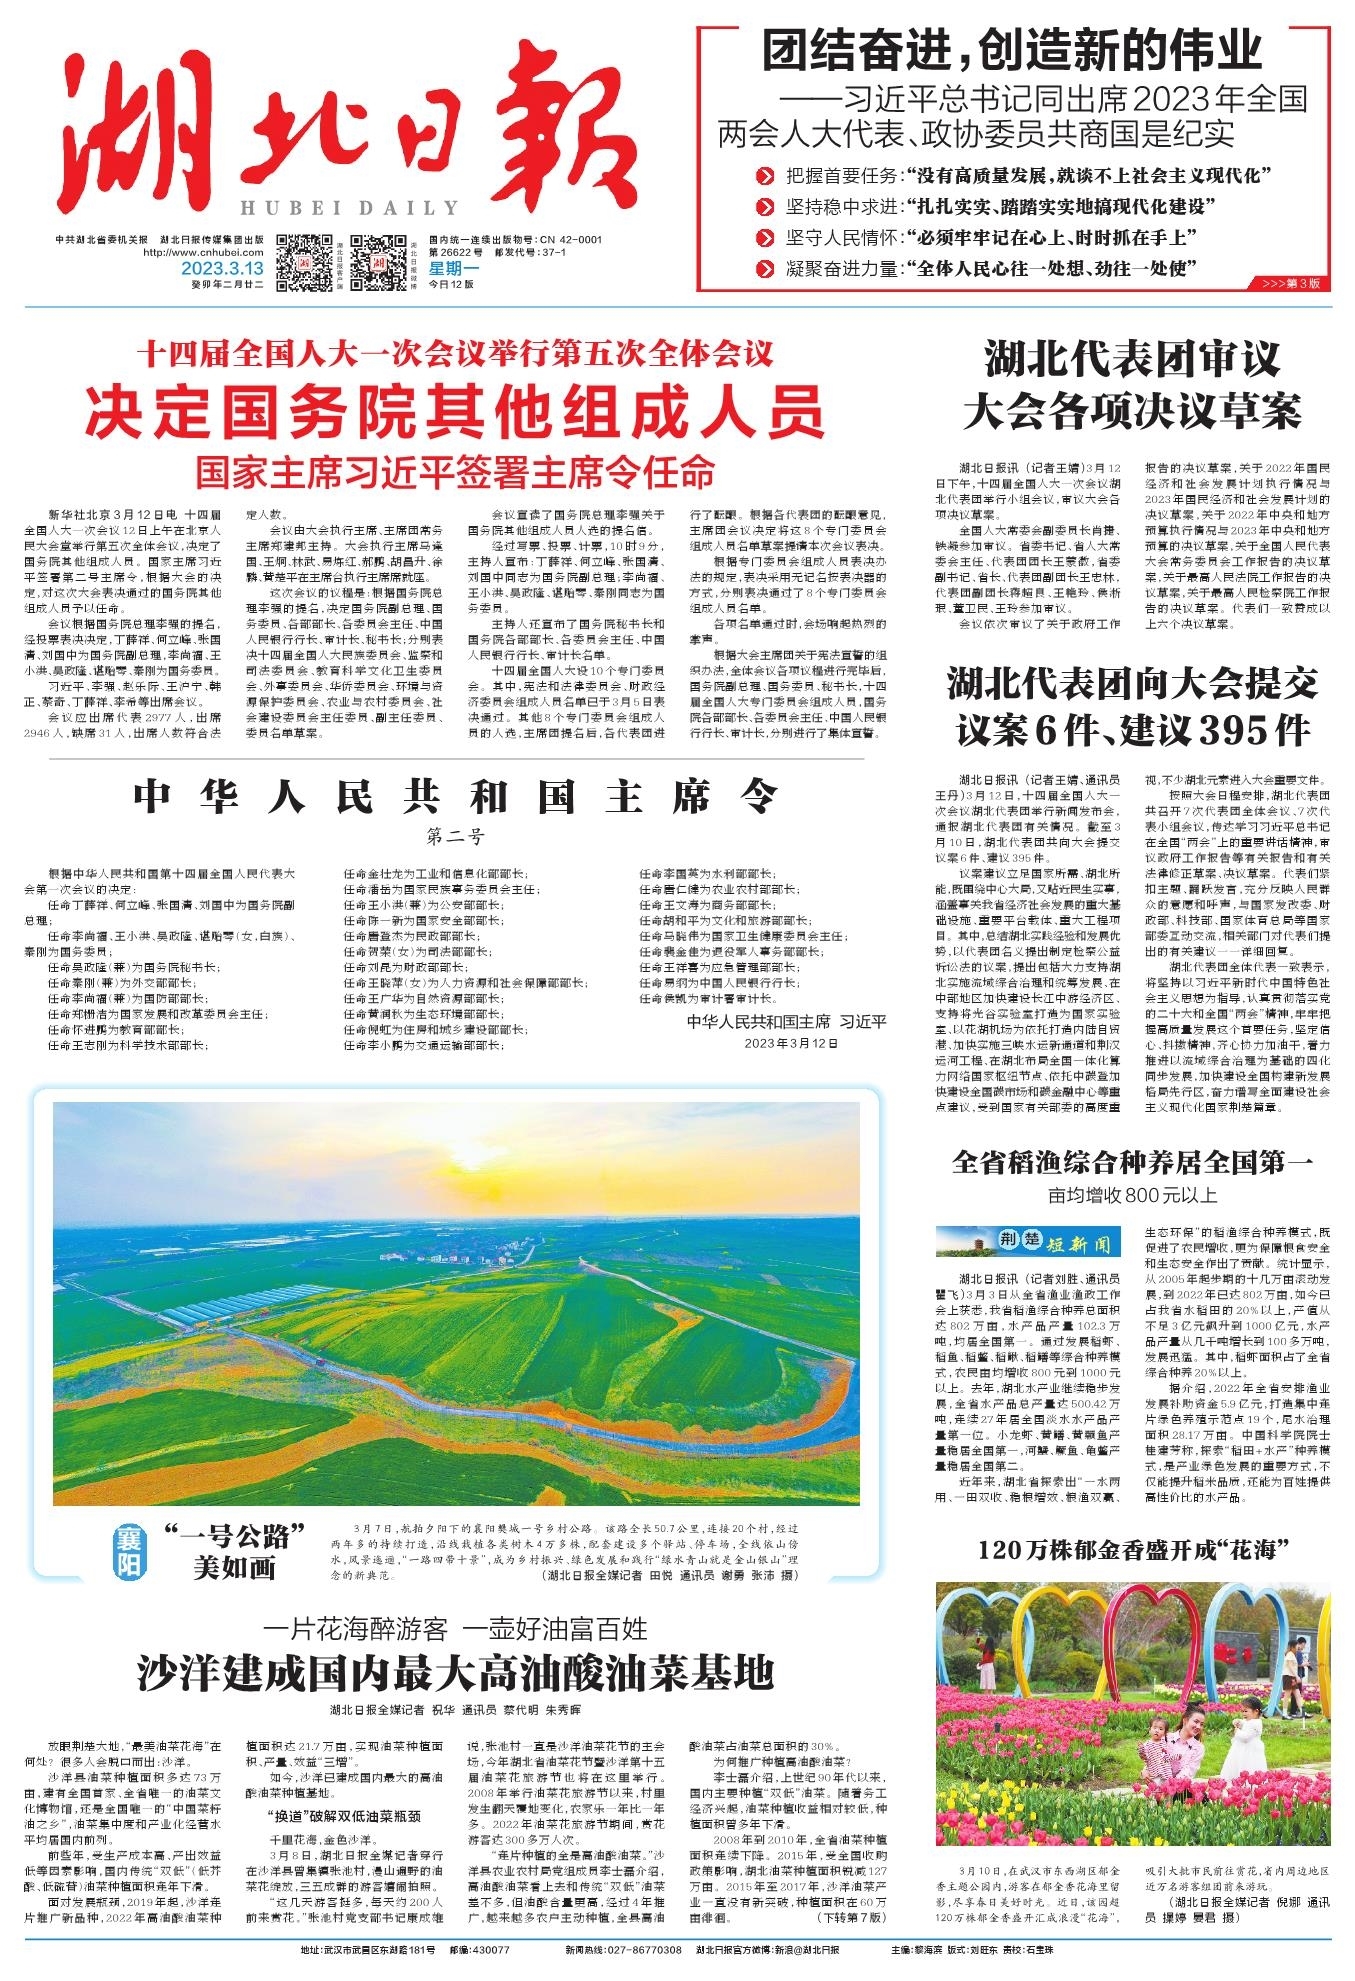 湖北日報
HUBEI DAILY
中共湖北省委机关报 湖北日报传媒集团出版
http://www.cnhubei.com
2023.3.13
癸卯年二月廿二
湖北日报客户端
湖北日报微博
国内统一连续出版物号:CN 42-0001
第26622号 邮发代号:37-1
星期一
今日12版
团结奋进,创造新的伟业
——习近平总书记同出席2023年全国
两会人大代表、政协委员共商国是纪实
把握首要任务:“没有高质量发展,就谈不上社会主义现代化”
坚持稳中求进:“扎扎实实、踏踏实实地搞现代化建设”
坚守人民情怀:“必须牢牢记在心上、时时抓在手上”
凝聚奋进力量:“全体人民心往一处想、劲往一处使”
>>>第3版
十四届全国人大一次会议举行第五次全体会议
决定国务院其他组成人员
国家主席习近平签署主席令任命
新华社北京3月12日电 十四届
全国人大一次会议12日上午在北京人
民大会堂举行第五次全体会议,决定了
国务院其他组成人员。国家主席习近
平签署第二号主席令,根据大会的决
定,对这次大会表决通过的国务院其他
组成人员予以任命。
会议根据国务院总理李强的提名,
经投票表决决定,丁薛祥、何立峰、张国
清、刘国中为国务院副总理,李尚福、王
小洪、吴政隆、谌贻琴、秦刚为国务委员。
习近平、李强、赵乐际、王沪宁、韩
正、蔡奇、丁薛祥、李希等出席会议。
会议应出席代表2977人,出席
2946人,缺席31人,出席人数符合法
定人数。
会议由大会执行主席、主席团常务
主席郑建邦主持。大会执行主席马逢
国、王炯、林武、易炼红、郝鹏、胡昌升、徐
麟、黄楚平在主席台执行主席席就座。
这次会议的议程是:根据国务院总
理李强的提名,决定国务院副总理、国
务委员、各部部长、各委员会主任、中国
人民银行行长、审计长、秘书长;分别表
决十四届全国人大民族委员会、监察和
司法委员会、教育科学文化卫生委员
会、外事委员会、华侨委员会、环境与资
源保护委员会、农业与农村委员会、社
会建设委员会主任委员、副主任委员、
委员名单草案。
会议宣读了国务院总理李强关于
国务院其他组成人员人选的提名信。
经过写票、投票、计票,10时9分,
主持人宣布:丁薛祥、何立峰、张国清、
刘国中同志为国务院副总理;李尚福、
王小洪、吴政隆、谌贻琴、秦刚同志为国
务委员。
主持人还宣布了国务院秘书长和
国务院各部部长、各委员会主任、中国
人民银行行长、审计长名单。
十四届全国人大设10个专门委员
会。其中,宪法和法律委员会、财政经
济委员会组成人员名单已于3月5日表
决通过。其他8个专门委员会组成人
员的人选,主席团提名后,各代表团进
行了酝酿。根据各代表团的酝酿意见,
主席团会议决定将这8个专门委员会
组成人员名单草案提请本次会议表决。
根据专门委员会组成人员表决办
法的规定,表决采用无记名按表决器的
方式,分别表决通过了8个专门委员会
组成人员名单。
各项名单通过时,会场响起热烈的
掌声。
根据大会主席团关于宪法宣誓的组
织办法,全体会议各项议程进行完毕后,
国务院副总理、国务委员、秘书长,十四
届全国人大专门委员会组成人员,国务
院各部部长、各委员会主任、中国人民银
行行长、审计长,分别进行了集体宣誓。
中华人民共和国主席令
第二号
根据中华人民共和国第十四届全国人民代表大
会第一次会议的决定:
任命丁薛祥、何立峰、张国清、刘国中为国务院副
总理;
任命李尚福、王小洪、吴政隆、谌贻琴(女,白族)、
秦刚为国务委员;
任命吴政隆(兼)为国务院秘书长;
任命秦刚(兼)为外交部部长;
任命李尚福(兼)为国防部部长;
任命郑栅洁为国家发展和改革委员会主任;
任命怀进鹏为教育部部长;
任命王志刚为科学技术部部长;
任命金壮龙为工业和信息化部部长;
任命潘岳为国家民族事务委员会主任;
任命王小洪(兼)为公安部部长;
任命陈一新为国家安全部部长;
任命唐登杰为民政部部长;
任命贺荣(女)为司法部部长;
任命刘昆为财政部部长;
任命王晓萍(女)为人力资源和社会保障部部长;
任命王广华为自然资源部部长;
任命黄润秋为生态环境部部长;
任命倪虹为住房和城乡建设部部长;
任命李小鹏为交通运输部部长;
任命李国英为水利部部长;
任命唐仁健为农业农村部部长;
任命王文涛为商务部部长;
任命胡和平为文化和旅游部部长;
任命马晓伟为国家卫生健康委员会主任;
任命裴金佳为退役军人事务部部长;
任命王祥喜为应急管理部部长;
任命易纲为中国人民银行行长;
任命侯凯为审计署审计长。
中华人民共和国主席 习近平
2023年3月12日
襄阳
“一号公路”
美如画
3月7日,航拍夕阳下的襄阳樊城一号乡村公路。该路全长50.7公里,连接20个村,经过
两年多的持续打造,沿线栽植各类树木4万多株,配套建设多个驿站、停车场,全线依山傍
水,风景逶迤,“一路四带十景”,成为乡村振兴、绿色发展和践行“绿水青山就是金山银山”理
念的新典范。 (湖北日报全媒记者 田悦 通讯员 谢勇 张沛 摄)
一片花海醉游客 一壶好油富百姓
沙洋建成国内最大高油酸油菜基地
湖北日报全媒记者 祝华 通讯员 蔡代明 朱秀晖
放眼荆楚大地,“最美油菜花海”在
何处?很多人会脱口而出:沙洋。
沙洋县油菜种植面积多达73万
亩,建有全国首家、全省唯一的油菜文
化博物馆,还是全国唯一的“中国菜籽
油之乡”,油菜集中度和产业化经营水
平均居国内前列。
前些年,受生产成本高、产出效益
低等因素影响,国内传统“双低”(低芥
酸、低硫苷)油菜种植面积连年下滑。
面对发展瓶颈,2019年起,沙洋连
片推广新品种,2022年高油酸油菜种
植面积达21.7万亩,实现油菜种植面
积、产量、效益“三增”。
如今,沙洋已建成国内最大的高油
酸油菜种植基地。
“换道”破解双低油菜瓶颈
千里花海,金色沙洋。
3月8日,湖北日报全媒记者穿行
在沙洋县曾集镇张池村,漫山遍野的油
菜花绽放,三五成群的游客嬉闹拍照。
“这几天游客挺多,每天约200人
前来赏花。”张池村党支部书记康成雄
说,张池村一直是沙洋油菜花节的主会
场,今年湖北省油菜花节暨沙洋第十五
届油菜花旅游节也将在这里举行。
2008年举行油菜花旅游节以来,村里
发生翻天覆地变化,农家乐一年比一年
多。2022年油菜花旅游节期间,赏花
游客达300多万人次。
“连片种植的全是高油酸油菜。”沙
洋县农业农村局党组成员李士磊介绍,
高油酸油菜看上去和传统“双低”油菜
差不多,但油酸含量更高,经过4年推
广,越来越多农户主动种植,全县高油
酸油菜占油菜总面积的30%。
为何推广种植高油酸油菜?
李士磊介绍,上世纪90年代以来,
国内主要种植“双低”油菜。随着务工
经济兴起,油菜种植收益相对较低,种
植面积曾多年下滑。
2008年到2010年,全省油菜种植
面积连续下降。2015年,受全国收购
政策影响,湖北油菜种植面积锐减127
万亩。2015年至2017年,沙洋油菜产
业一直没有新突破,种植面积在60万
亩徘徊。 (下转第7版)
湖北代表团审议
大会各项决议草案
湖北日报讯(记者王婧)3月12
日下午,十四届全国人大一次会议湖
北代表团举行小组会议,审议大会各
项决议草案。
全国人大常委会副委员长肖捷、
铁凝参加审议。省委书记、省人大常
委会主任、代表团团长王蒙徽,省委
副书记、省长、代表团副团长王忠林,
代表团副团长蒋超良、王艳玲、侯淅
珉、董卫民、王玲参加审议。
会议依次审议了关于政府工作
报告的决议草案,关于2022年国民
经济和社会发展计划执行情况与
2023年国民经济和社会发展计划的
决议草案,关于2022年中央和地方
预算执行情况与2023年中央和地方
预算的决议草案,关于全国人民代表
大会常务委员会工作报告的决议草
案,关于最高人民法院工作报告的决
议草案,关于最高人民检察院工作报
告的决议草案。代表们一致赞成以
上六个决议草案。
湖北代表团向大会提交
议案6件、建议395件
湖北日报讯(记者王婧、通讯员
王丹)3月12日,十四届全国人大一
次会议湖北代表团举行新闻发布会,
通报湖北代表团有关情况。截至3
月10日,湖北代表团共向大会提交
议案6件、建议395件。
议案建议立足国家所需、湖北所
能,既围绕中心大局,又贴近民生实事,
涵盖事关我省经济社会发展的重大基
础设施、重要平台载体、重大工程项
目。其中,总结湖北实践经验和发展优
势,以代表团名义提出制定检察公益
诉讼法的议案,提出包括大力支持湖
北实施流域综合治理和统筹发展、在
中部地区加快建设长江中游经济区、
支持将光谷实验室打造为国家实验
室、以花湖机场为依托打造内陆自贸
港、加快实施三峡水运新通道和荆汉
运河工程、在湖北布局全国一体化算
力网络国家枢纽节点、依托中碳登加
快建设全国碳市场和碳金融中心等重
点建议,受到国家有关部委的高度重
视,不少湖北元素进入大会重要文件。
按照大会日程安排,湖北代表团
共召开7次代表团全体会议、7次代
表小组会议,传达学习习近平总书记
在全国“两会”上的重要讲话精神,审
议政府工作报告等有关报告和有关
法律修正草案、决议草案。代表们紧
扣主题、踊跃发言,充分反映人民群
众的意愿和呼声,与国家发改委、财
政部、科技部、国家体育总局等国家
部委互动交流,相关部门对代表们提
出的有关建议一一详细回复。
湖北代表团全体代表一致表示,
将坚持以习近平新时代中国特色社
会主义思想为指导,认真贯彻落实党
的二十大和全国“两会”精神,牢牢把
握高质量发展这个首要任务,坚定信
心、抖擞精神,齐心协力加油干,着力
推进以流域综合治理为基础的四化
同步发展,加快建设全国构建新发展
格局先行区,奋力谱写全面建设社会
主义现代化国家荆楚篇章。
全省稻渔综合种养居全国第一
亩均增收800元以上
荆楚短新闻
湖北日报讯(记者刘胜、通讯员
瞿飞)3月3日从全省渔业渔政工作
会上获悉,我省稻渔综合种养总面积
达802万亩,水产品产量102.3万
吨,均居全国第一。通过发展稻虾、
稻鱼、稻鳖、稻鳅、稻鳝等综合种养模
式,农民亩均增收800元到1000元
以上。去年,湖北水产业继续稳步发
展,全省水产品总产量达500.42万
吨,连续27年居全国淡水水产品产
量第一位。小龙虾、黄鳝、黄颡鱼产
量稳居全国第一,河蟹、鳜鱼、龟鳖产
量稳居全国第二。
近年来,湖北省探索出“一水两
用、一田双收、稳粮增效、粮渔双赢、
生态环保”的稻渔综合种养模式,既
促进了农民增收,更为保障粮食安全
和生态安全作出了贡献。统计显示,
从2005年起步期的十几万亩滚动发
展,到2022年已达802万亩,如今已
占我省水稻田的20%以上,产值从
不足3亿元飙升到1000亿元,水产
品产量从几千吨增长到100多万吨,
发展迅猛。其中,稻虾面积占了全省
综合种养20%以上。
据介绍,2022年全省安排渔业
发展补助资金5.9亿元,打造集中连
片绿色养殖示范点19个,尾水治理
面积28.17万亩。中国科学院院士
桂建芳称,探索“稻田+水产”种养模
式,是产业绿色发展的重要方式,不
仅能提升稻米品质,还能为百姓提供
高性价比的水产品。
120万株郁金香盛开成“花海”
3月10日,在武汉市东西湖区郁金
香主题公园内,游客在郁金香花海里留
影,尽享春日美好时光。近日,该园超
120万株郁金香盛开汇成浪漫“花海”,
吸引大批市民前往赏花,省内周边地区
近万名游客组团前来游玩。
(湖北日报全媒记者 倪娜 通讯
员 攥婷 晏君 摄)
地址:武汉市武昌区东湖路181号 邮编:430077 新闻热线:027-86770308 湖北日报官方微博:新浪@湖北日报 主编:黎海滨 版式:刘旺东 责校:石宝珠